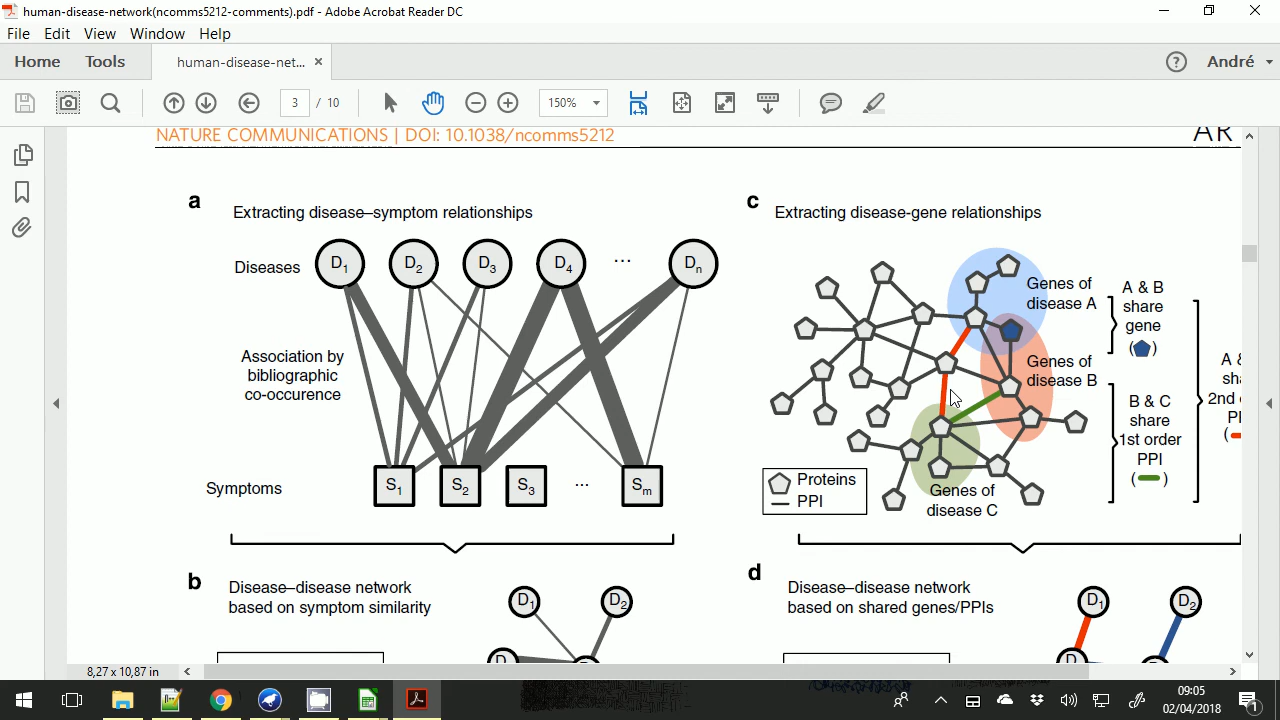 human-disease-network(ncomms5212-comments).pdf - Adobe Acrobat Reader DC
File Edit View Window Help
Home Tools human-disease-net... × ? André
3 / 10 150%
NATURE COMMUNICATIONS | DOI: 10.1038/ncomms5212
AR
a Extracting disease–symptom relationships
Diseases D1 D2 D3 D4 ... Dn
Association by
bibliographic
co-occurence
Symptoms S1 S2 S3 ... Sm
c Extracting disease-gene relationships
Genes of
disease A
A & B
share
gene
( )
Genes of
disease B
B & C
share
1st order
PPI
( )
A &
sh
2nd
P
(
Genes of
disease C
Proteins
PPI
b Disease–disease network
based on symptom similarity
D1 D2
D
d Disease–disease network
based on shared genes/PPIs
D1 D2
D
8,27 x 10,87 in
09:05
02/04/2018
1